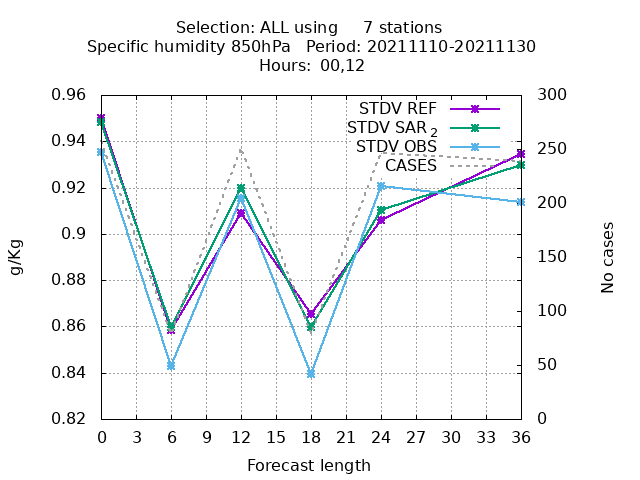 Selection: ALL using     7 stations
Specific humidity 850hPa   Period: 20211110-20211130
Hours:  00,12
STDV REF
STDV SAR 2
STDV OBS
CASES
0.96
0.94
0.92
0.9
0.88
0.86
0.84
0.82
300
250
200
150
100
50
0
g/Kg
No cases
0 3 6 9 12 15 18 21 24 27 30 33 36
Forecast length